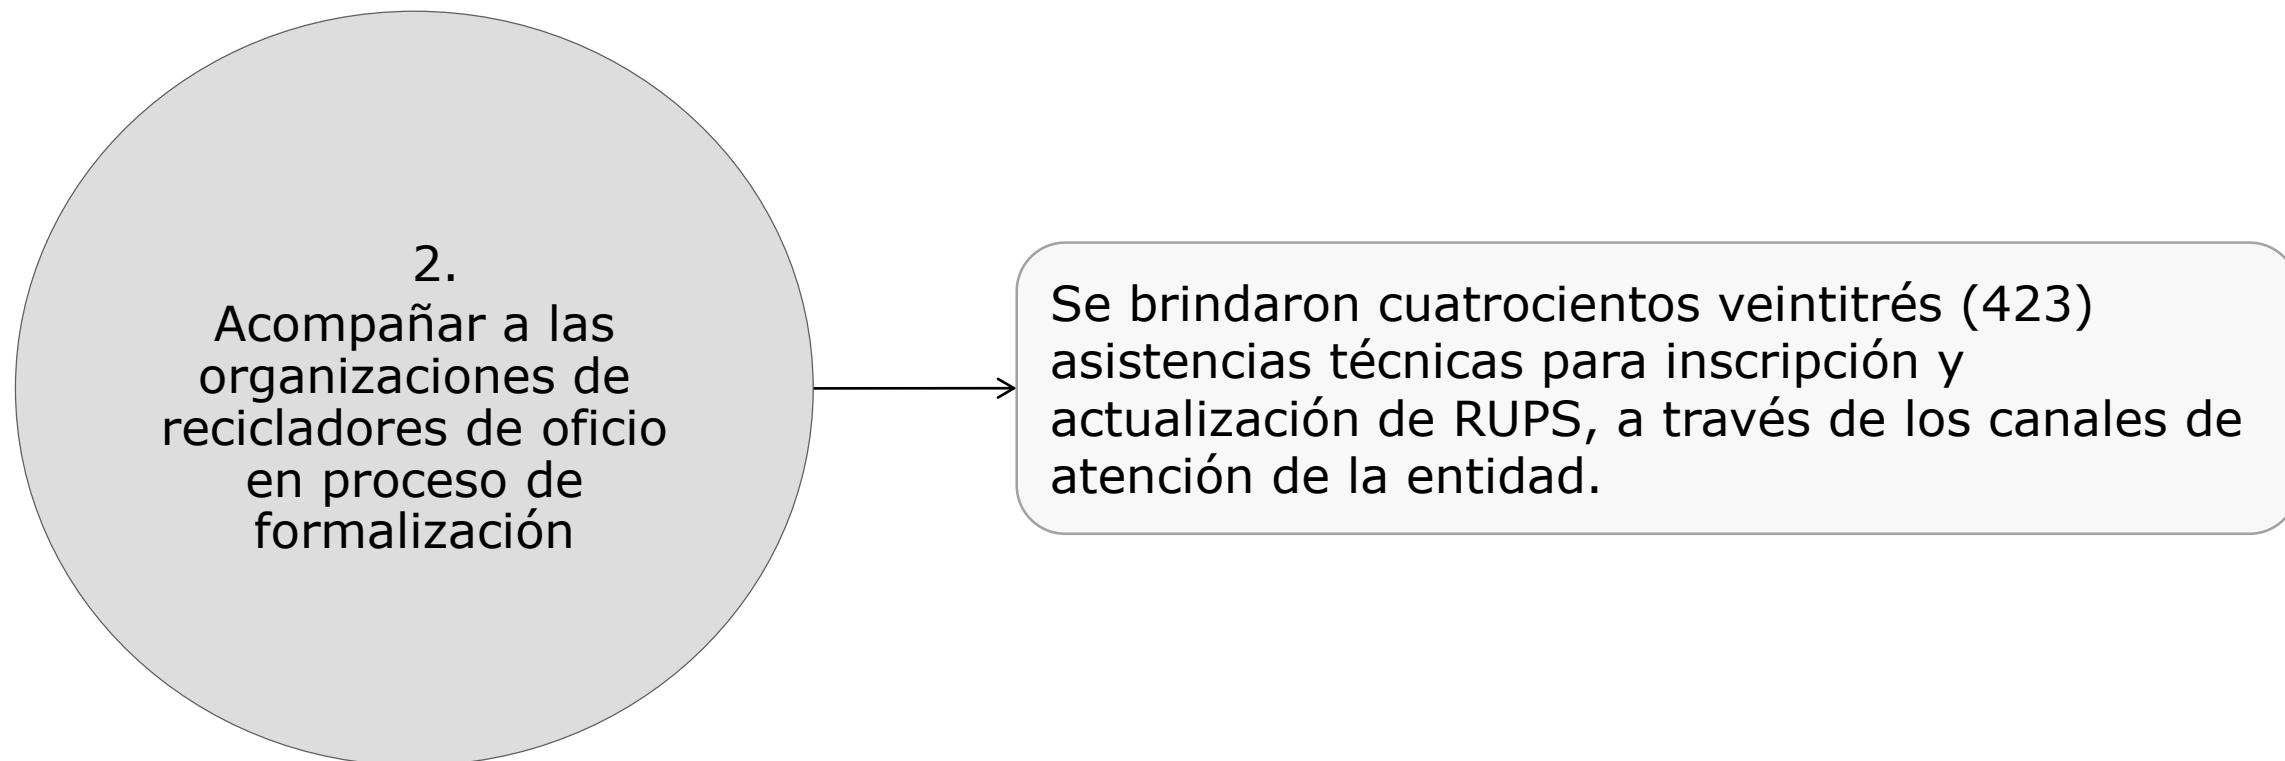 2.
Acompañar a las
organizaciones de
recicladores de oficio
en proceso de
formalización
Se brindaron cuatrocientos veintitrés (423)
asistencias técnicas para inscripción y
actualización de RUPS, a través de los canales de
atención de la entidad.